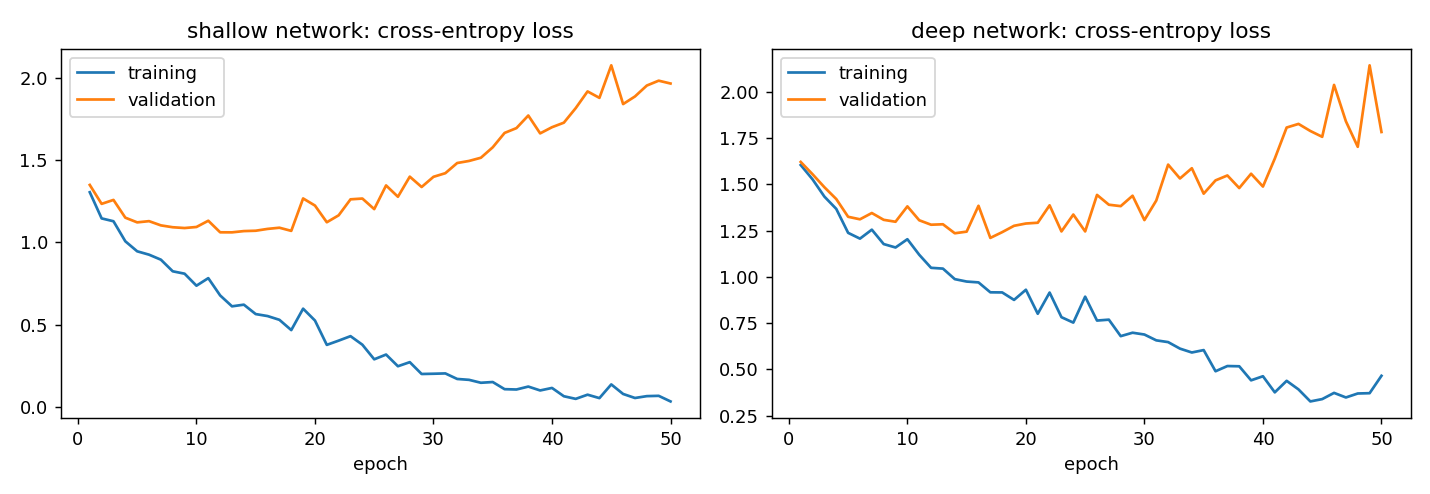 shallow network: cross-entropy loss
training
validation
2.0
1.5
1.0
0.5
0.0
0 10 20 30 40 50
epoch
deep network: cross-entropy loss
training
validation
2.00
1.75
1.50
1.25
1.00
0.75
0.50
0.25
0 10 20 30 40 50
epoch